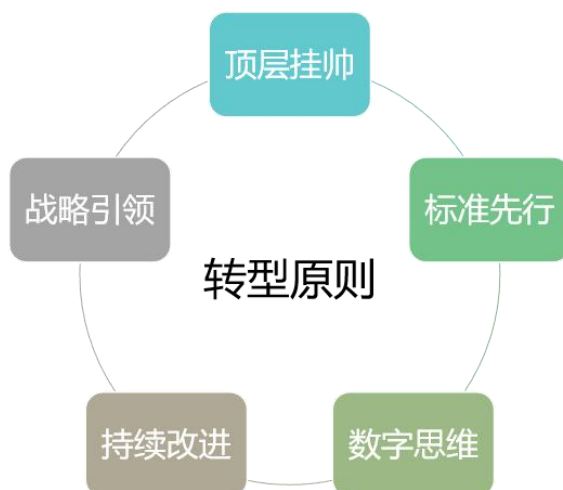 顶层挂帅
战略引领
标准先行
转型原则
持续改进
数字思维